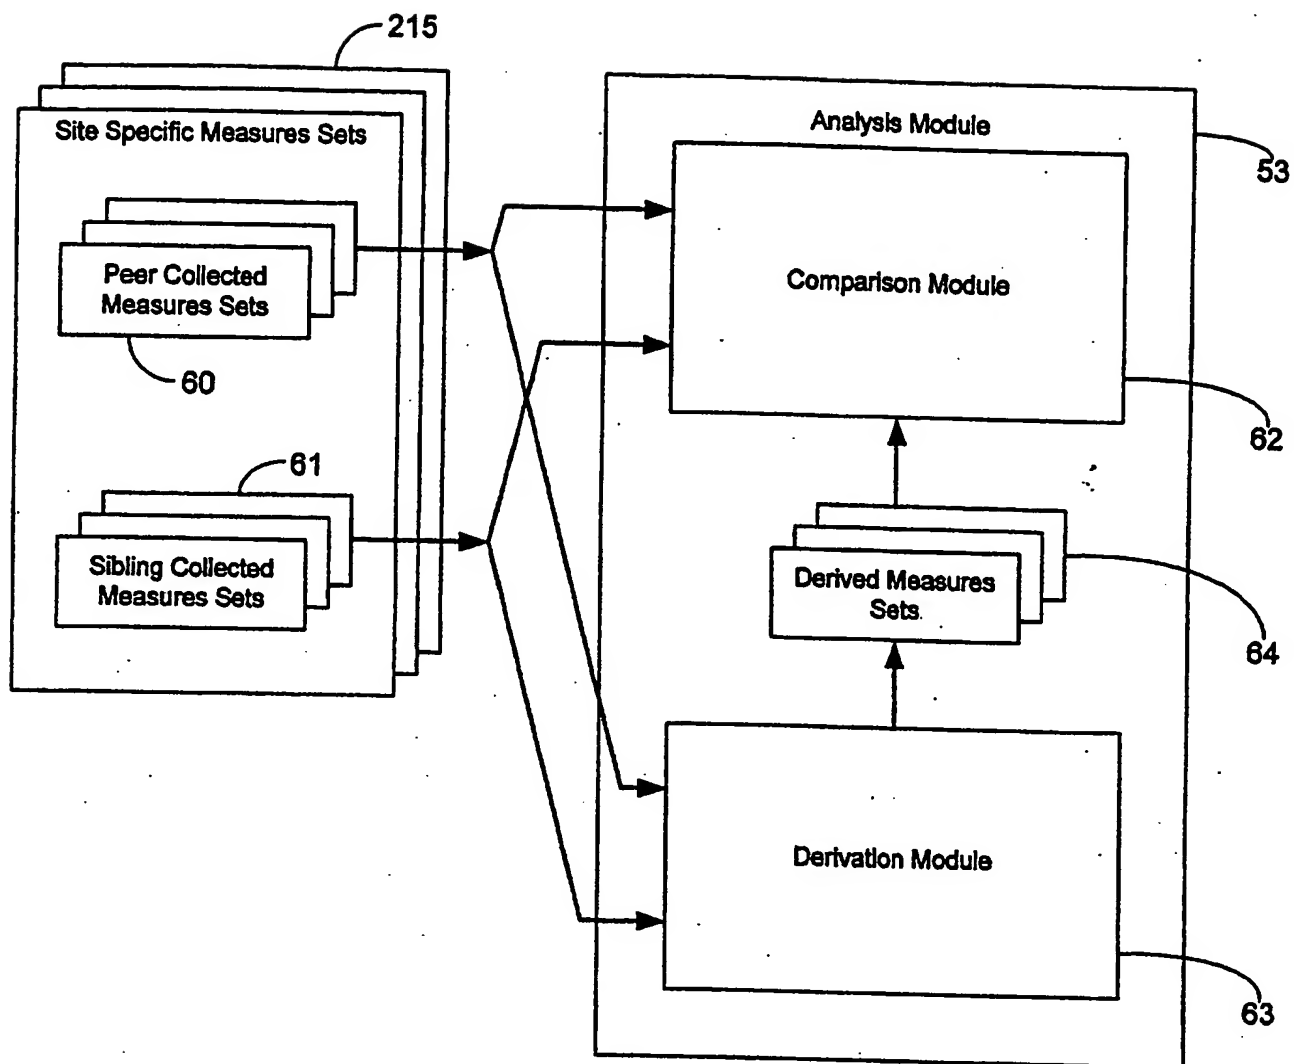 215
Site Specific Measures Sets
Analysis Module
53
Peer Collected
Measures Sets
Comparison Module
60
62
61
Sibling Collected
Measures Sets
Derived Measures
Sets
64
Derivation Module
63